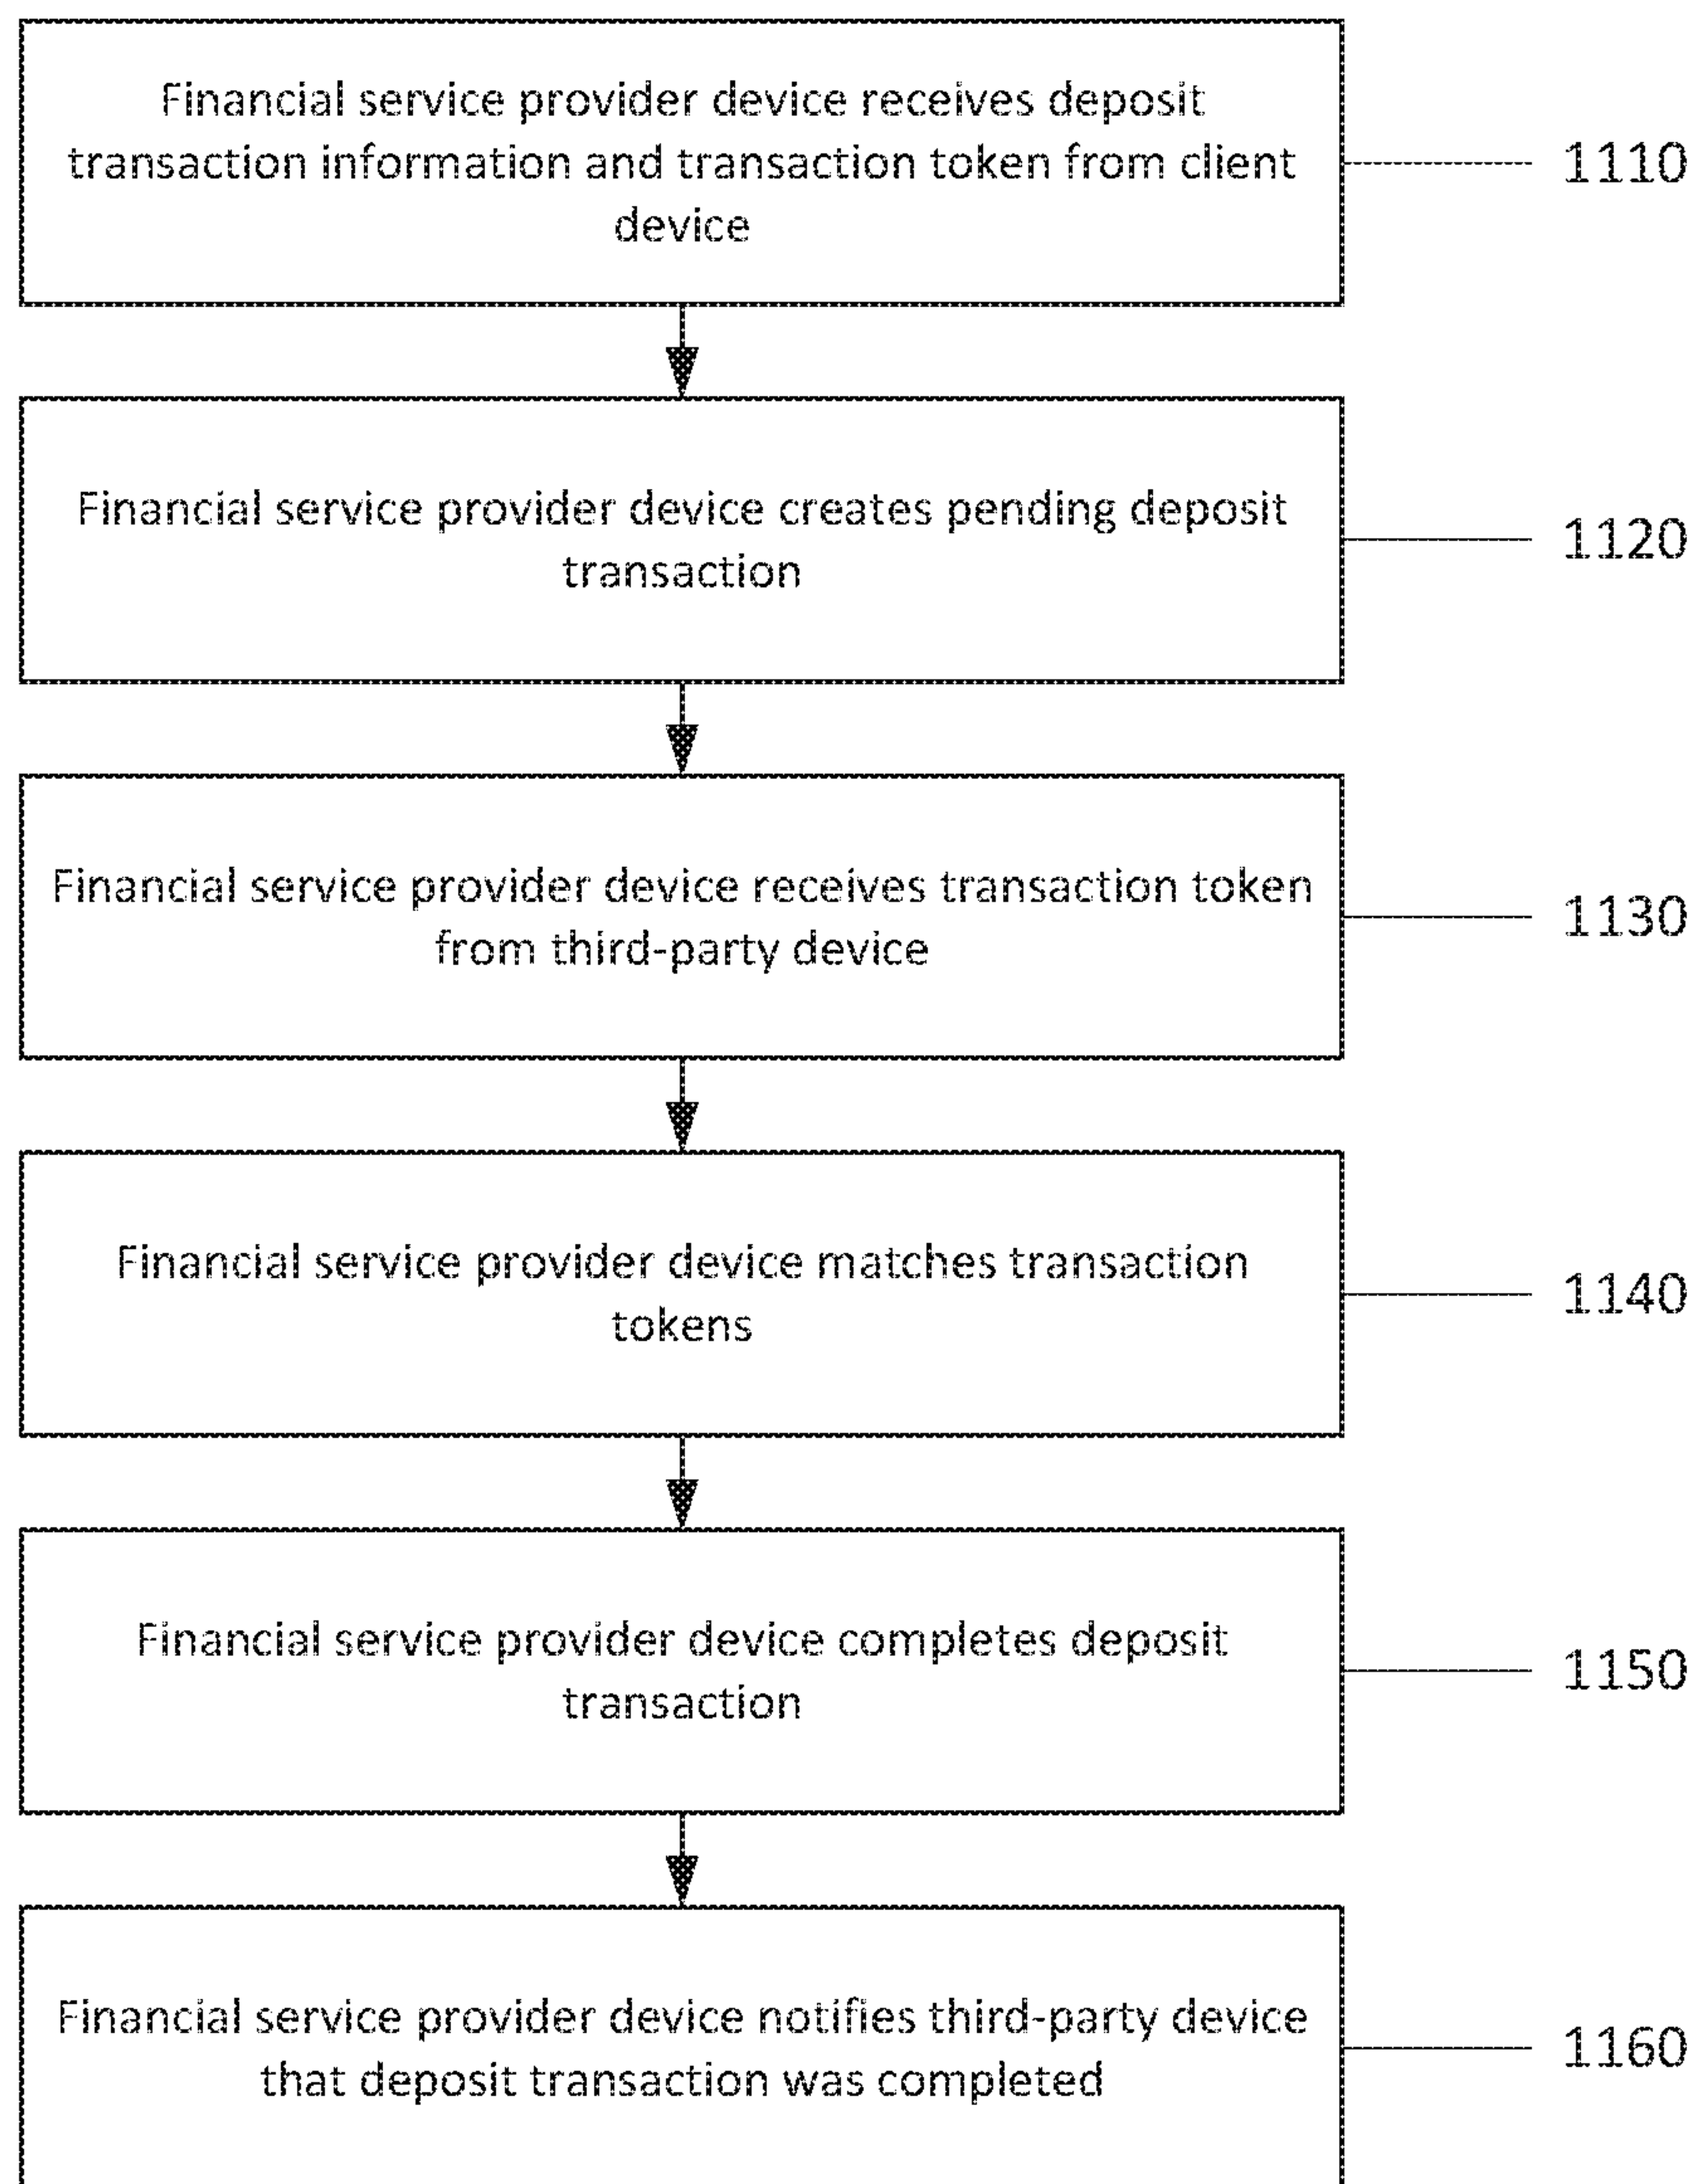 Financial service provider device receives deposit
transaction information and transaction token from client
device
1110
Financial service provider device creates pending deposit
transaction
1120
Financial service provider device receives transaction token
from third-party device
1130
Financial service provider device matches transaction
tokens
1140
Financial service provider device completes deposit
transaction
1150
Financial service provider device notifies third-party device
that deposit transaction was completed
1160